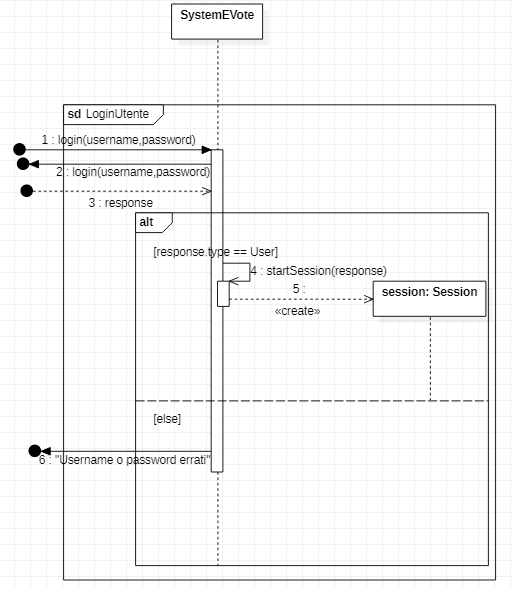 SystemEVote
sd LoginUtente
1 : login(username,password)
2 : login(username,password)
3 : response
alt
[response.type == User]
4 : startSession(response)
5 :
«create»
session: Session
[else]
6 : "Username o password errati"